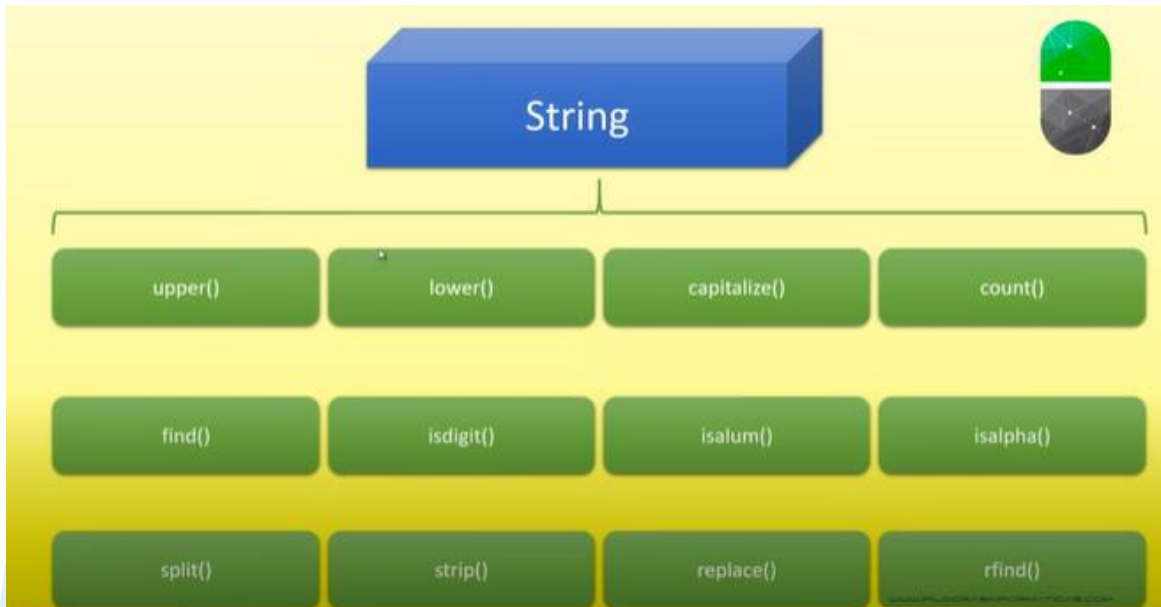 String
upper()
lower()
capitalize()
count()
find()
isdigit()
isalum()
isalpha()
split()
strip()
replace()
rfind()